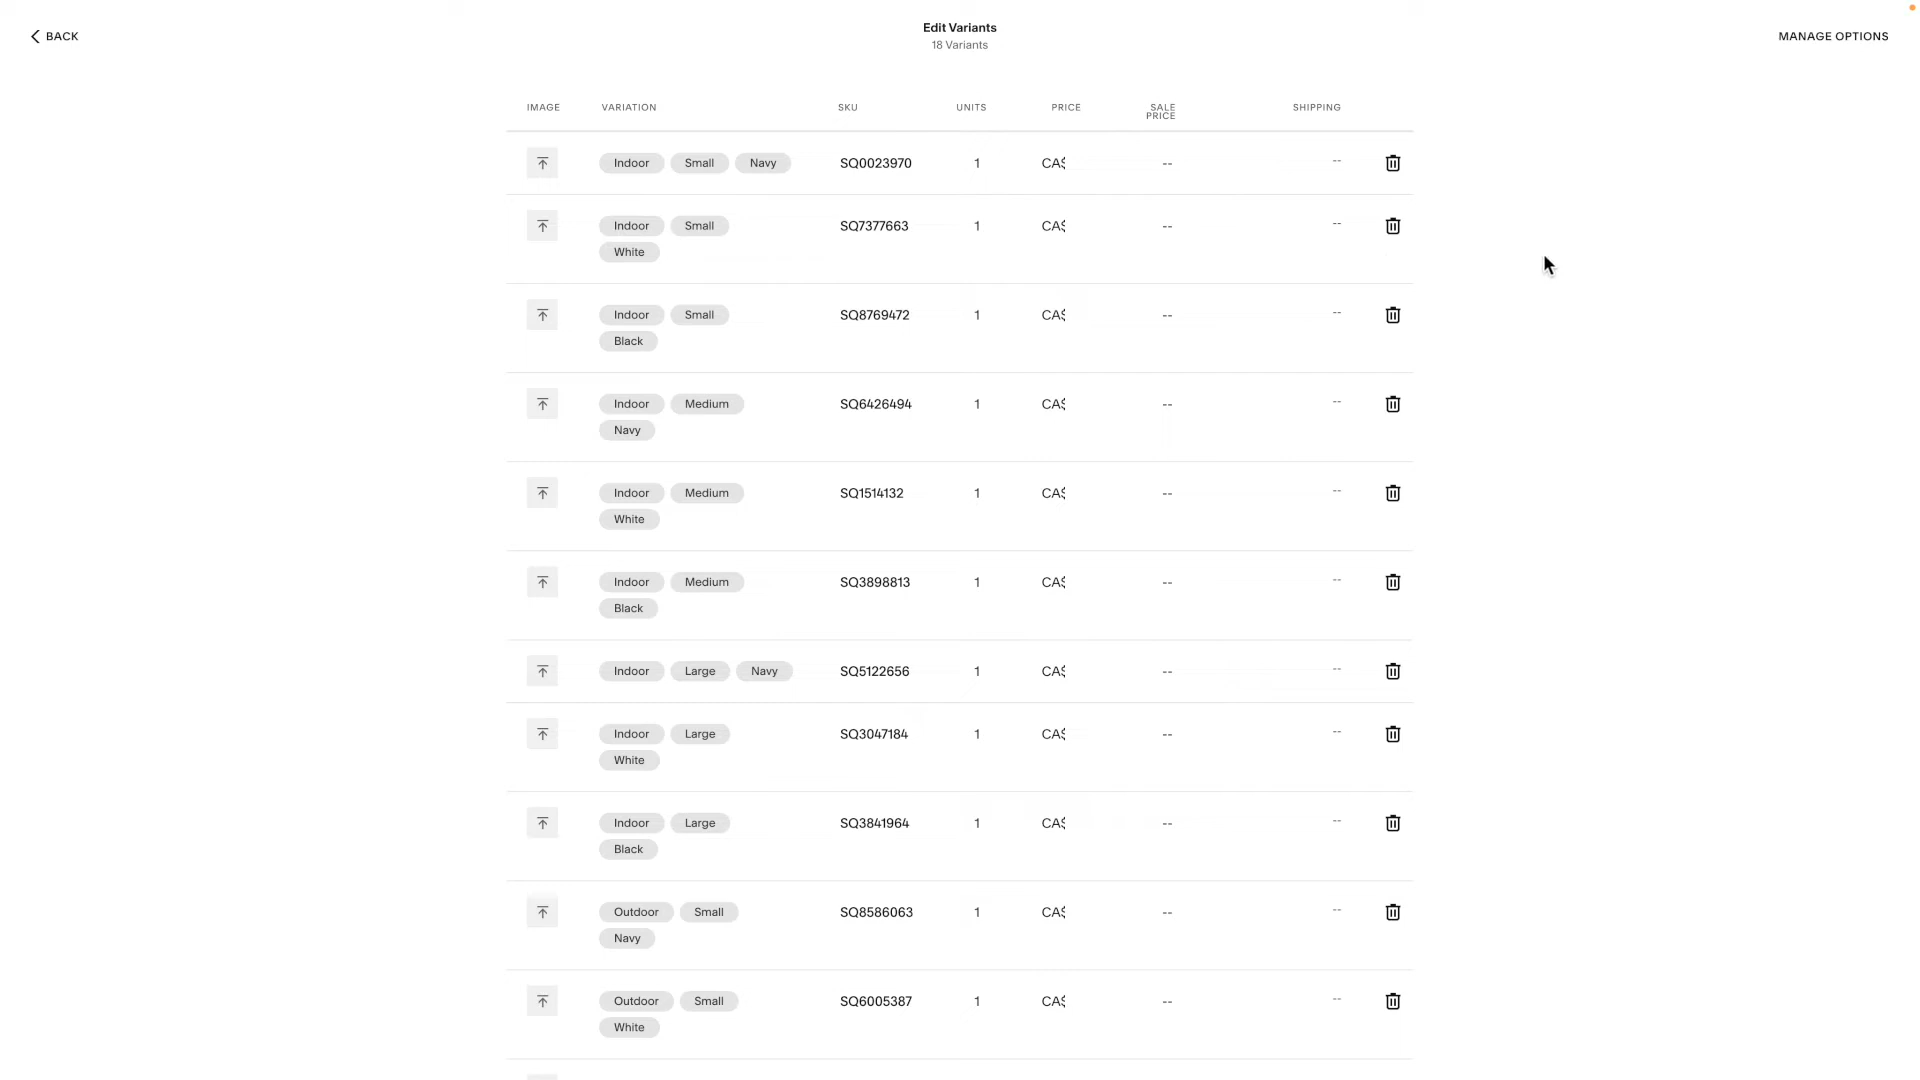 BACK
Edit Variants
18 Variants
MANAGE OPTIONS
IMAGE VARIATION SKU UNITS PRICE SALE PRICE SHIPPING
Indoor Small Navy SQ0023970 1 CA$ -- --
Indoor Small SQ7377663 1 CA$ -- --
White
Indoor Small SQ8769472 1 CA$ -- --
Black
Indoor Medium SQ6426494 1 CA$ -- --
Navy
Indoor Medium SQ1514132 1 CA$ -- --
White
Indoor Medium SQ3898813 1 CA$ -- --
Black
Indoor Large Navy SQ5122656 1 CA$ -- --
Indoor Large SQ3047184 1 CA$ -- --
White
Indoor Large SQ3841964 1 CA$ -- --
Black
Outdoor Small SQ8586063 1 CA$ -- --
Navy
Outdoor Small SQ6005387 1 CA$ -- --
White